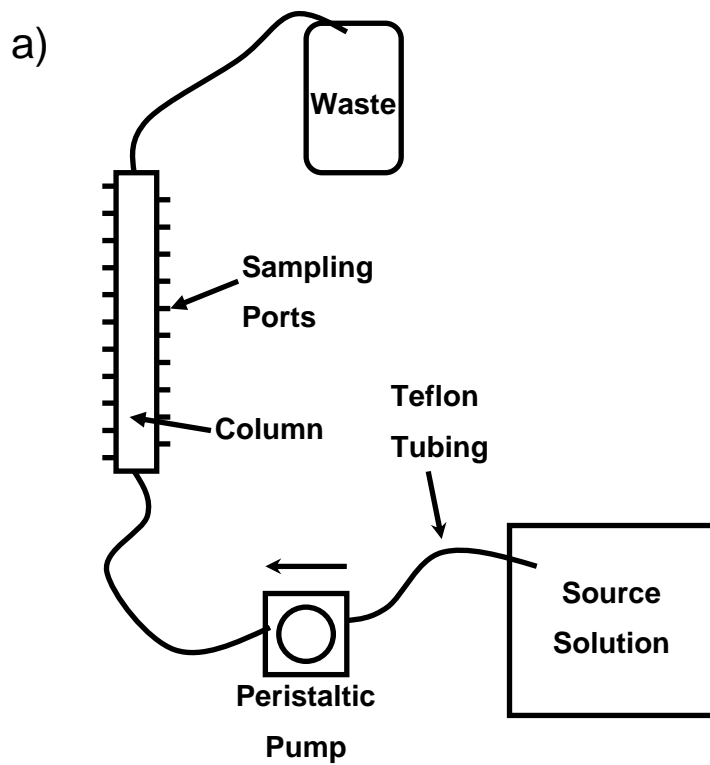 a)
Waste
Sampling
Ports
Column
Teflon
Tubing
Source
Solution
Peristaltic
Pump